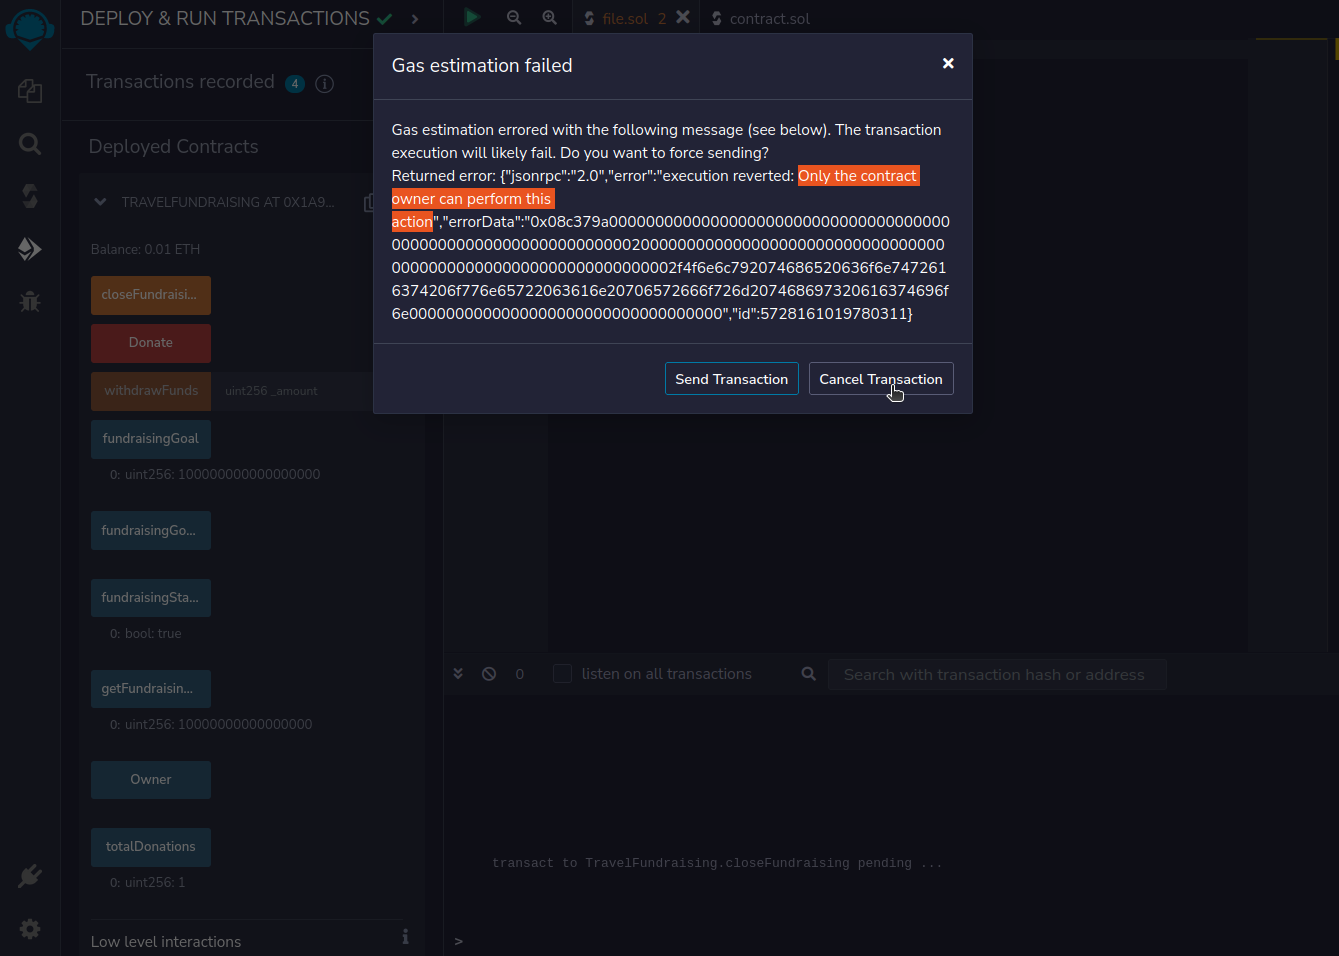 DEPLOY & RUN TRANSACTIONS
file.sol 2
contract.sol
Transactions recorded 4
Deployed Contracts
TRAVELFUNDRAISING AT 0X1A9...
Balance: 0.01 ETH
closeFundraisi...
Donate
withdrawFunds uint256 _amount
fundraisingGoal
0: uint256: 100000000000000000
fundraisingGo...
fundraisingSta...
0: bool: true
getFundraisin...
0: uint256: 10000000000000000
Owner
totalDonations
0: uint256: 1
Low level interactions
Gas estimation failed
Gas estimation errored with the following message (see below). The transaction
execution will likely fail. Do you want to force sending?
Returned error: {"jsonrpc":"2.0","error":"execution reverted: Only the contract
owner can perform this
action","errorData":"0x08c379a00000000000000000000000000000000000000
000000000000000000000000002000000000000000000000000000000000
00000000000000000000000000000002f4f6e6c792074686520636f6e747261
6374206f776e65722063616e20706572666f726d207468697320616374696f
6e0000000000000000000000000000000000","id":5728161019780311}
Send Transaction
Cancel Transaction
0
listen on all transactions
Search with transaction hash or address
transact to TravelFundraising.closeFundraising pending ...
>